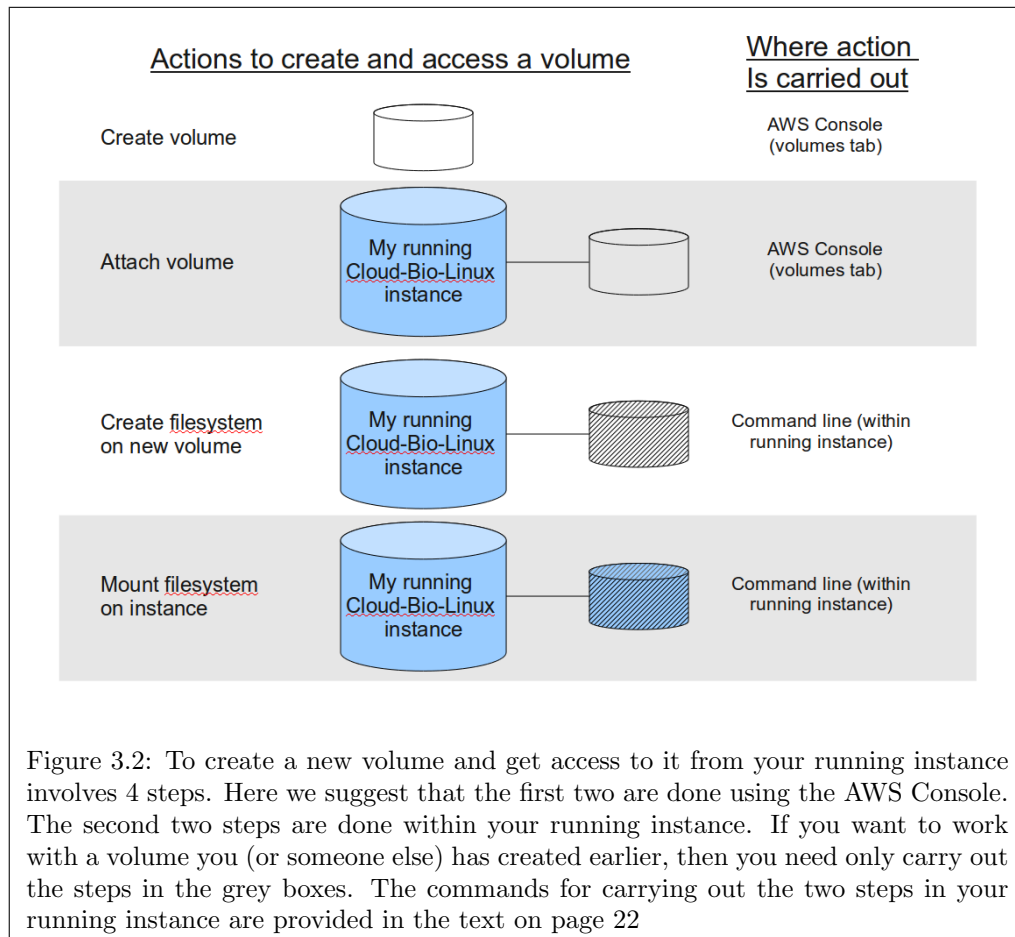 Actions to create and access a volume
Where action
Is carried out
Create volume
AWS Console
(volumes tab)
Attach volume
My running
Cloud-Bio-Linux
instance
AWS Console
(volumes tab)
Create filesystem
on new volume
My running
Cloud-Bio-Linux
instance
Command line (within
running instance)
Mount filesystem
on instance
My running
Cloud-Bio-Linux
instance
Command line (within
running instance)
Figure 3.2: To create a new volume and get access to it from your running instance
involves 4 steps. Here we suggest that the first two are done using the AWS Console.
The second two steps are done within your running instance. If you want to work
with a volume you (or someone else) has created earlier, then you need only carry out
the steps in the grey boxes. The commands for carrying out the two steps in your
running instance are provided in the text on page 22